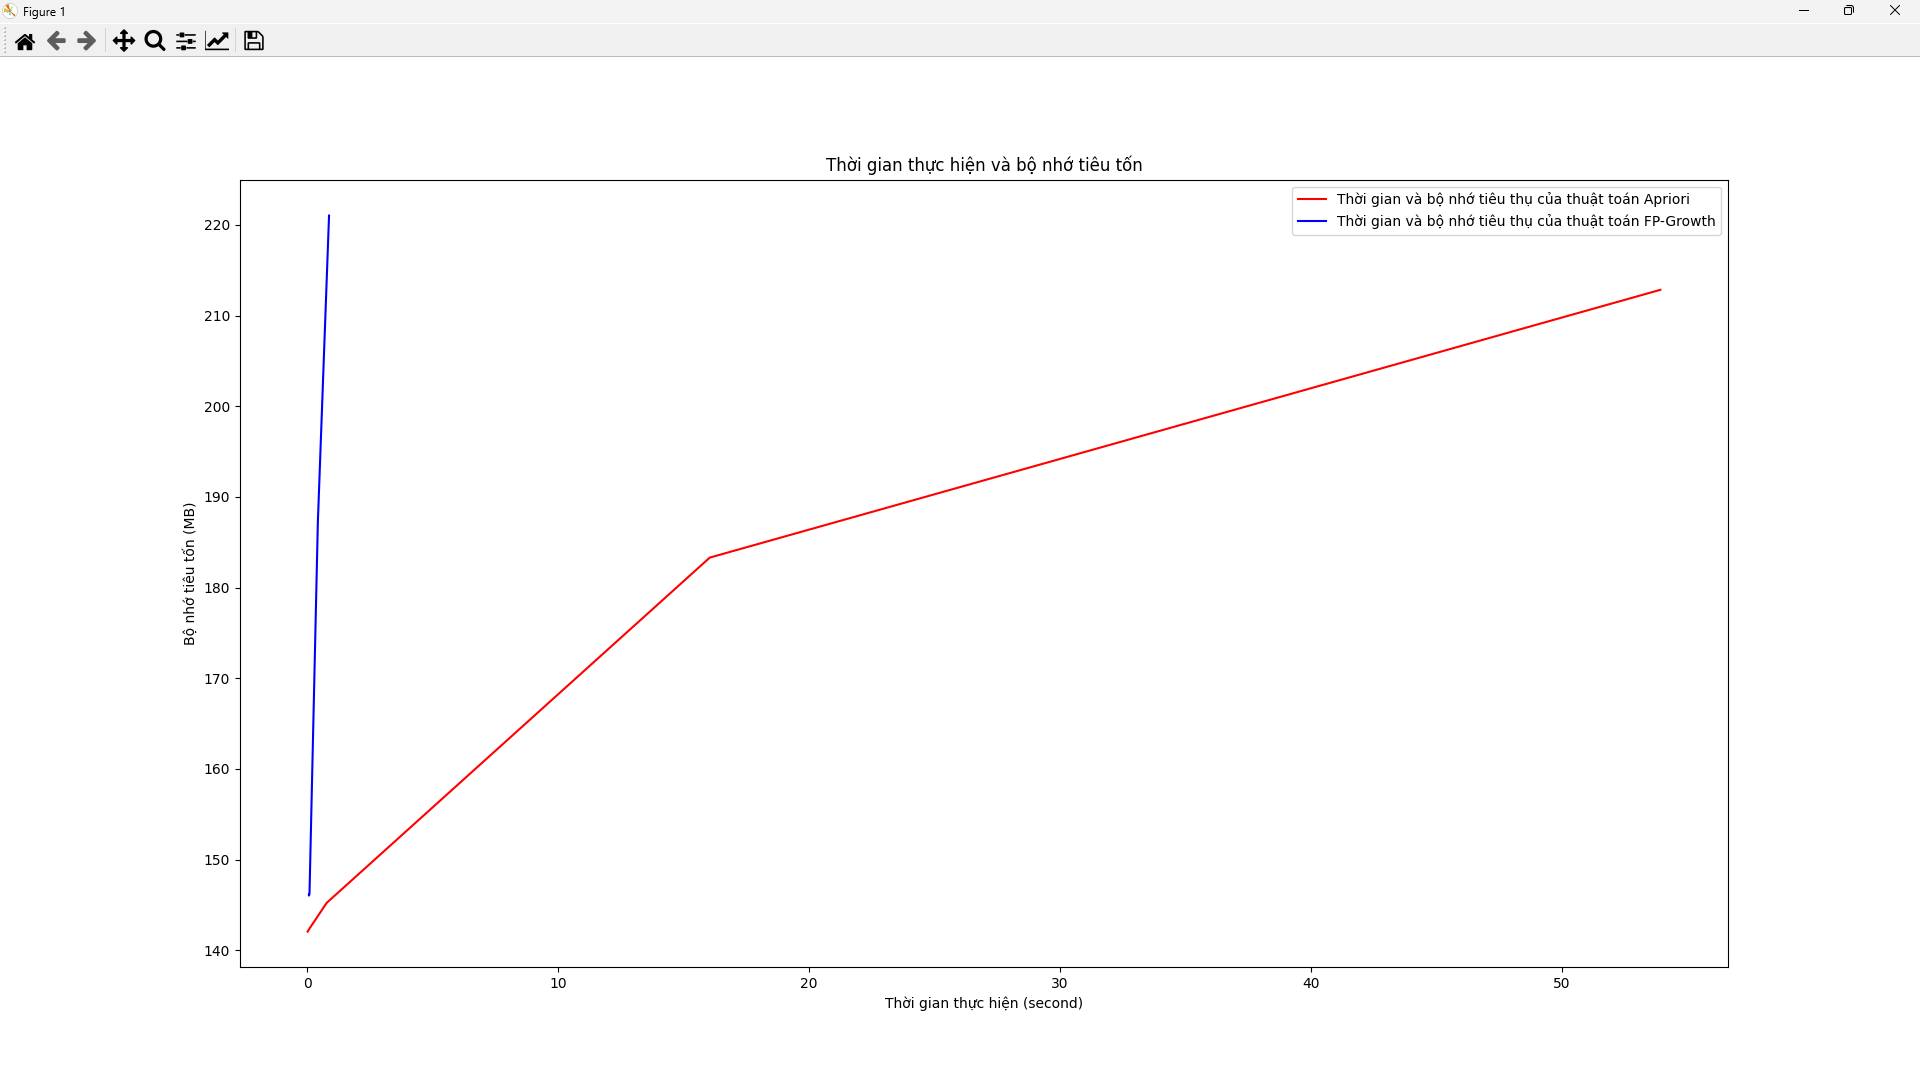 Figure 1
Thời gian thực hiện và bộ nhớ tiêu tốn
Thời gian và bộ nhớ tiêu thụ của thuật toán Apriori
Thời gian và bộ nhớ tiêu thụ của thuật toán FP-Growth
220
210
200
190
180
170
160
150
140
Bộ nhớ tiêu tốn (MB)
0 10 20 30 40 50
Thời gian thực hiện (second)